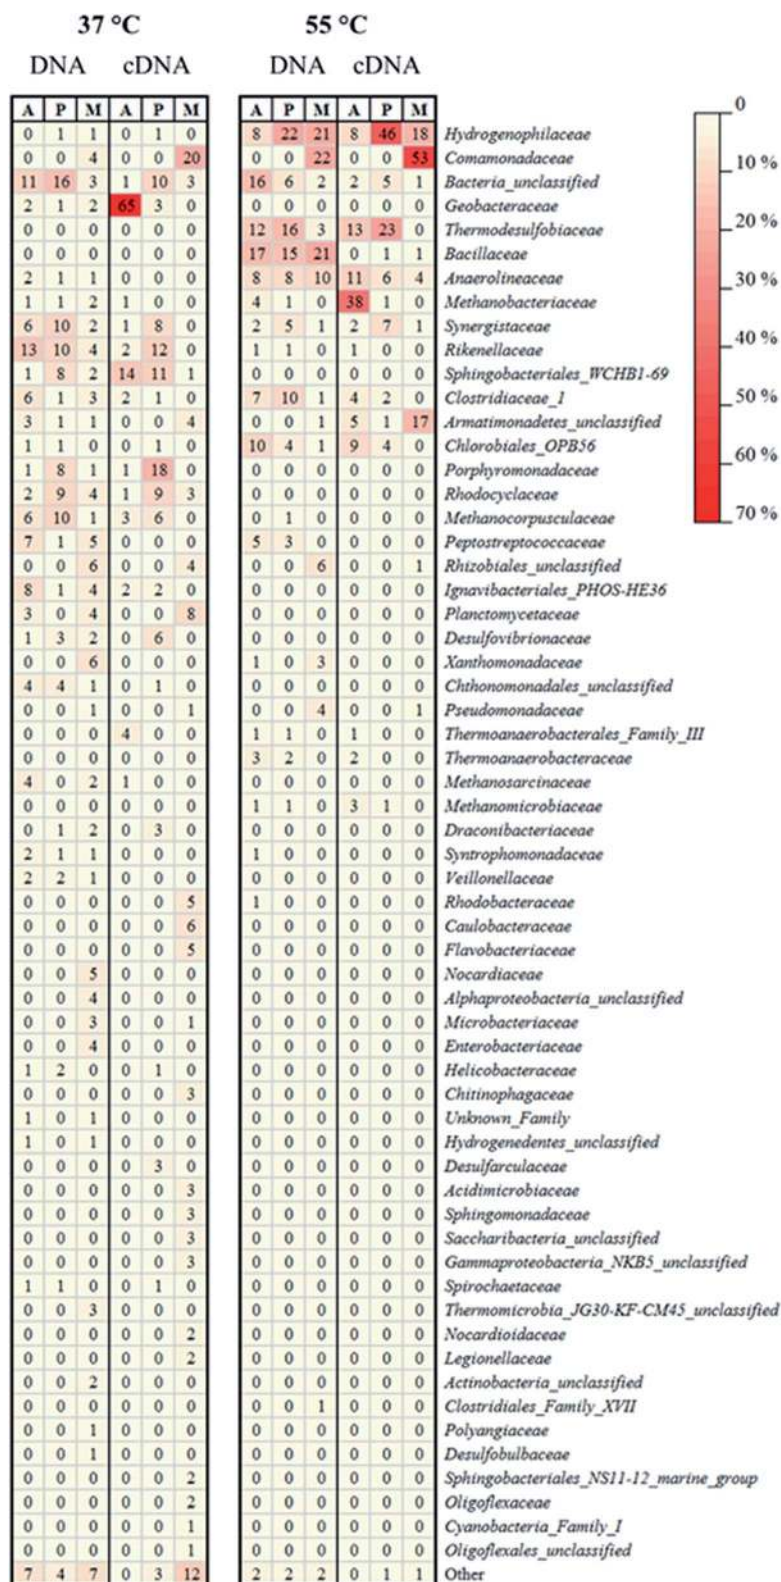 37 °C 55 °C
DNA cDNA DNA cDNA
A P M A P M A P M A P M
0 1 1 0 1 0 8 22 21 8 46 18 Hydrogenophilaceae
0 0 4 0 0 20 0 0 22 0 0 53 Comamonadaceae
11 16 3 1 10 3 16 6 2 2 5 1 Bacteria_unclassified
2 1 2 65 3 0 0 0 0 0 0 0 Geobacteraceae
0 0 0 0 0 0 12 16 3 13 23 0 Thermodesulfobiaceae
0 0 0 0 0 0 17 15 21 0 1 1 Bacillaceae
2 1 1 0 0 0 8 8 10 11 6 4 Anaerolineaceae
1 1 2 1 0 0 4 1 0 38 1 0 Methanobacteriaceae
6 10 2 1 8 0 2 5 1 2 7 1 Synergistaceae
13 10 4 2 12 0 1 1 0 1 0 0 Rikenellaceae
1 8 2 14 11 1 0 0 0 0 0 0 Sphingobacteriales_WCHB1-69
6 1 3 2 1 0 7 10 1 4 2 0 Clostridiaceae_1
3 1 1 0 0 4 0 0 1 5 1 17 Armatimonadetes_unclassified
1 1 0 0 1 0 10 4 1 9 4 0 Chlorobiales_OPB56
1 8 1 1 18 0 0 0 0 0 0 0 Porphyromonadaceae
2 9 4 1 9 3 0 0 0 0 0 0 Rhodocyclaceae
6 10 1 3 6 0 0 1 0 0 0 0 Methanocorpusculaceae
7 1 5 0 0 0 5 3 0 0 0 0 Peptostreptococcaceae
0 0 6 0 0 4 0 0 6 0 0 1 Rhizobiales_unclassified
8 1 4 2 2 0 0 0 0 0 0 0 Ignavibacteriales_PHOS-HE36
3 0 4 0 0 8 0 0 0 0 0 0 Planctomycetaceae
1 3 2 0 6 0 0 0 0 0 0 0 Desulfovibrionaceae
0 0 6 0 0 0 1 0 3 0 0 0 Xanthomonadaceae
4 4 1 0 1 0 0 0 0 0 0 0 Chthonomonadales_unclassified
0 0 1 0 0 1 0 0 4 0 0 1 Pseudomonadaceae
0 0 0 4 0 0 1 1 0 1 0 0 Thermoanaerobacterales_Family_III
0 0 0 0 0 0 3 2 0 2 0 0 Thermoanaerobacteraceae
4 0 2 1 0 0 0 0 0 0 0 0 Methanosarcinaceae
0 0 0 0 0 0 1 1 0 3 1 0 Methanomicrobiaceae
0 1 2 0 3 0 0 0 0 0 0 0 Draconibacteriaceae
2 1 1 0 0 0 1 0 0 0 0 0 Syntrophomonadaceae
2 2 1 0 0 0 0 0 0 0 0 0 Veillonellaceae
0 0 0 0 0 5 1 0 0 0 0 0 Rhodobacteraceae
0 0 0 0 0 6 0 0 0 0 0 0 Caulobacteraceae
0 0 0 0 0 5 0 0 0 0 0 0 Flavobacteriaceae
0 0 5 0 0 0 0 0 0 0 0 0 Nocardiaceae
0 0 4 0 0 0 0 0 0 0 0 0 Alphaproteobacteria_unclassified
0 0 3 0 0 1 0 0 0 0 0 0 Microbacteriaceae
0 0 4 0 0 0 0 0 0 0 0 0 Enterobacteriaceae
1 2 0 0 1 0 0 0 0 0 0 0 Helicobacteraceae
0 0 0 0 0 3 0 0 0 0 0 0 Chitinophagaceae
1 0 1 0 0 0 0 0 0 0 0 0 Unknown_Family
1 0 1 0 0 0 0 0 0 0 0 0 Hydrogenedentes_unclassified
0 0 0 0 3 0 0 0 0 0 0 0 Desulfarculaceae
0 0 0 0 0 3 0 0 0 0 0 0 Acidimicrobiaceae
0 0 0 0 0 3 0 0 0 0 0 0 Sphingomonadaceae
0 0 0 0 0 3 0 0 0 0 0 0 Saccharibacteria_unclassified
0 0 0 0 0 3 0 0 0 0 0 0 Gammaproteobacteria_NKB5_unclassified
1 1 0 0 1 0 0 0 0 0 0 0 Spirochaetaceae
0 0 3 0 0 0 0 0 0 0 0 0 Thermomicrobia_JG30-KF-CM45_unclassified
0 0 0 0 0 2 0 0 0 0 0 0 Nocardioidaceae
0 0 0 0 0 2 0 0 0 0 0 0 Legionellaceae
0 0 2 0 0 0 0 0 0 0 0 0 Actinobacteria_unclassified
0 0 0 0 0 0 0 0 1 0 0 0 Clostridiales_Family_XVII
0 0 1 0 0 0 0 0 0 0 0 0 Polyangiaceae
0 0 1 0 0 0 0 0 0 0 0 0 Desulfobulbaceae
0 0 0 0 0 2 0 0 0 0 0 0 Sphingobacteriales_NS11-12_marine_group
0 0 0 0 0 2 0 0 0 0 0 0 Oligoflexaceae
0 0 0 0 0 1 0 0 0 0 0 0 Cyanobacteria_Family_I
0 0 0 0 0 1 0 0 0 0 0 0 Oligoflexales_unclassified
7 4 7 0 3 12 2 2 2 0 1 1 Other
0
10 %
20 %
30 %
40 %
50 %
60 %
70 %